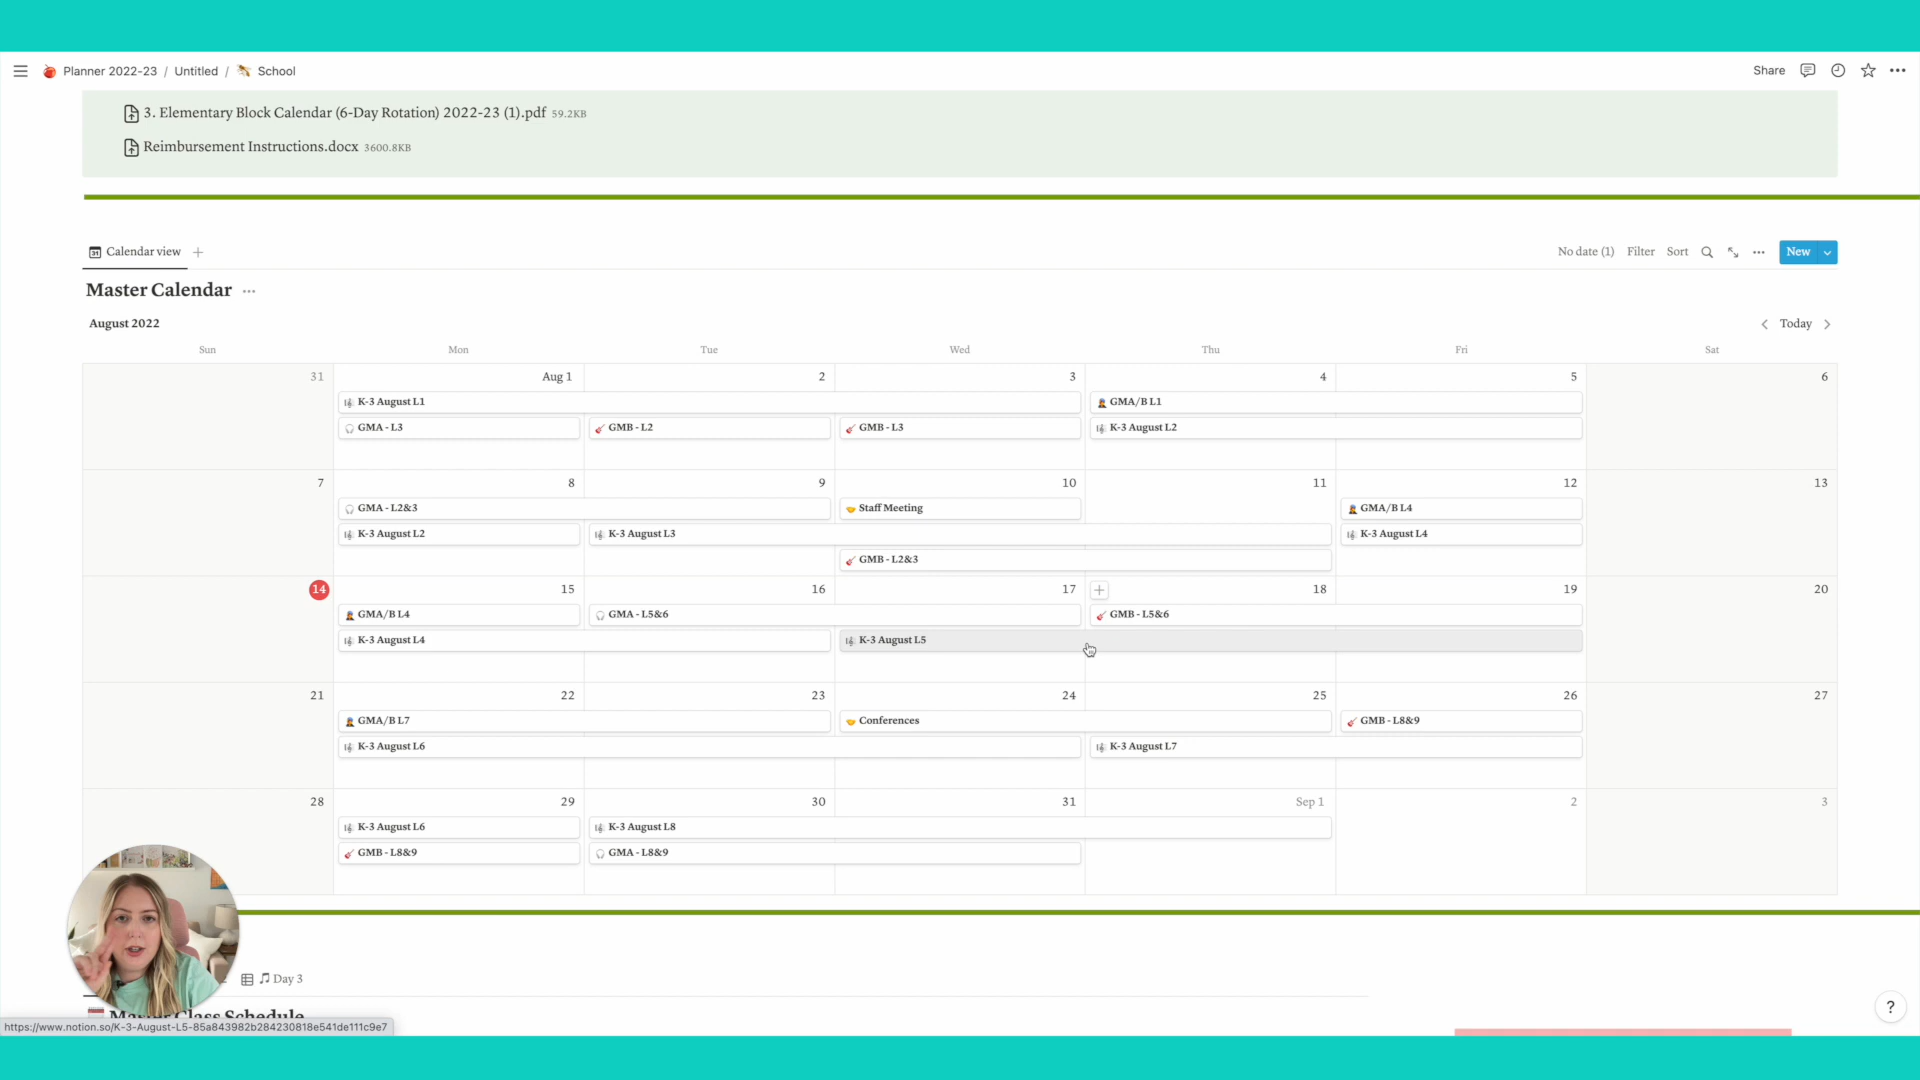 Planner 2022-23 / Untitled / School
Share
3. Elementary Block Calendar (6-Day Rotation) 2022-23 (1).pdf 59.2KB
Reimbursement Instructions.docx 3600.8KB
Calendar view
No date (1) Filter Sort New
Master Calendar
August 2022
Today
Sun Mon Tue Wed Thu Fri Sat
31 Aug 1 2 3 4 5 6
K-3 August L1 GMA/B L1
GMA - L3 GMB - L2 GMB - L3 K-3 August L2
7 8 9 10 11 12 13
GMA - L2&3 Staff Meeting GMA/B L4
K-3 August L2 K-3 August L3 K-3 August L4
GMB - L2&3
14 15 16 17 18 19 20
GMA/B L4 GMA - L5&6 GMB - L5&6
K-3 August L4 K-3 August L5
21 22 23 24 25 26 27
GMA/B L7 Conferences GMB - L8&9
K-3 August L6 K-3 August L7
28 29 30 31 Sep 1 2 3
K-3 August L6 K-3 August L8
GMB - L8&9 GMA - L8&9
Day 3
Master Class Schedule
https://www.notion.so/K-3-August-L5-85a843982b284230818e541de111c9e7
?